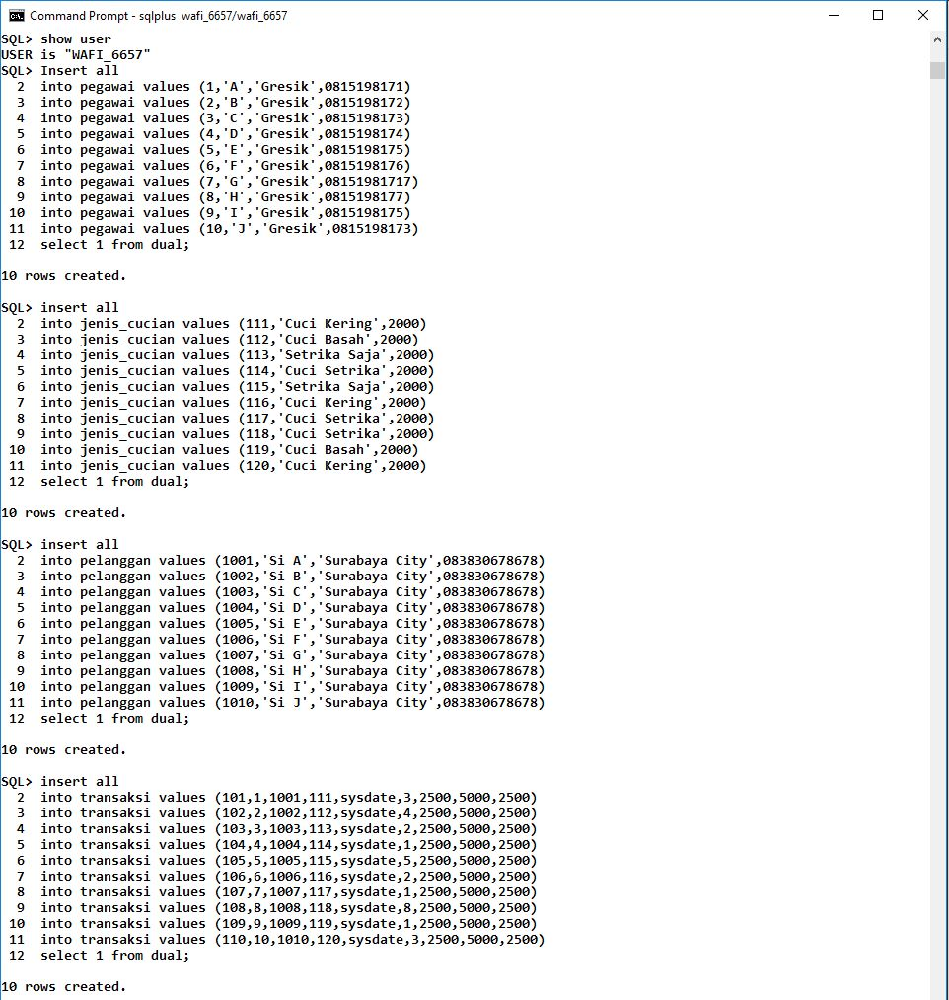 Command Prompt - sqlplus wafi_6657/wafi_6657
SQL> show user
USER is "WAFI_6657"
SQL> Insert all
  2  into pegawai values (1,'A','Gresik',0815198171)
  3  into pegawai values (2,'B','Gresik',0815198172)
  4  into pegawai values (3,'C','Gresik',0815198173)
  5  into pegawai values (4,'D','Gresik',0815198174)
  6  into pegawai values (5,'E','Gresik',0815198175)
  7  into pegawai values (6,'F','Gresik',0815198176)
  8  into pegawai values (7,'G','Gresik',08151981717)
  9  into pegawai values (8,'H','Gresik',0815198177)
 10  into pegawai values (9,'I','Gresik',0815198175)
 11  into pegawai values (10,'J','Gresik',0815198173)
 12  select 1 from dual;
10 rows created.
SQL> insert all
  2  into jenis_cucian values (111,'Cuci Kering',2000)
  3  into jenis_cucian values (112,'Cuci Basah',2000)
  4  into jenis_cucian values (113,'Setrika Saja',2000)
  5  into jenis_cucian values (114,'Cuci Setrika',2000)
  6  into jenis_cucian values (115,'Setrika Saja',2000)
  7  into jenis_cucian values (116,'Cuci Kering',2000)
  8  into jenis_cucian values (117,'Cuci Setrika',2000)
  9  into jenis_cucian values (118,'Cuci Setrika',2000)
 10  into jenis_cucian values (119,'Cuci Basah',2000)
 11  into jenis_cucian values (120,'Cuci Kering',2000)
 12  select 1 from dual;
10 rows created.
SQL> insert all
  2  into pelanggan values (1001,'Si A','Surabaya City',083830678678)
  3  into pelanggan values (1002,'Si B','Surabaya City',083830678678)
  4  into pelanggan values (1003,'Si C','Surabaya City',083830678678)
  5  into pelanggan values (1004,'Si D','Surabaya City',083830678678)
  6  into pelanggan values (1005,'Si E','Surabaya City',083830678678)
  7  into pelanggan values (1006,'Si F','Surabaya City',083830678678)
  8  into pelanggan values (1007,'Si G','Surabaya City',083830678678)
  9  into pelanggan values (1008,'Si H','Surabaya City',083830678678)
 10  into pelanggan values (1009,'Si I','Surabaya City',083830678678)
 11  into pelanggan values (1010,'Si J','Surabaya City',083830678678)
 12  select 1 from dual;
10 rows created.
SQL> insert all
  2  into transaksi values (101,1,1001,111,sysdate,3,2500,5000,2500)
  3  into transaksi values (102,2,1002,112,sysdate,4,2500,5000,2500)
  4  into transaksi values (103,3,1003,113,sysdate,2,2500,5000,2500)
  5  into transaksi values (104,4,1004,114,sysdate,1,2500,5000,2500)
  6  into transaksi values (105,5,1005,115,sysdate,5,2500,5000,2500)
  7  into transaksi values (106,6,1006,116,sysdate,2,2500,5000,2500)
  8  into transaksi values (107,7,1007,117,sysdate,1,2500,5000,2500)
  9  into transaksi values (108,8,1008,118,sysdate,8,2500,5000,2500)
 10  into transaksi values (109,9,1009,119,sysdate,1,2500,5000,2500)
 11  into transaksi values (110,10,1010,120,sysdate,3,2500,5000,2500)
 12  select 1 from dual;
10 rows created.